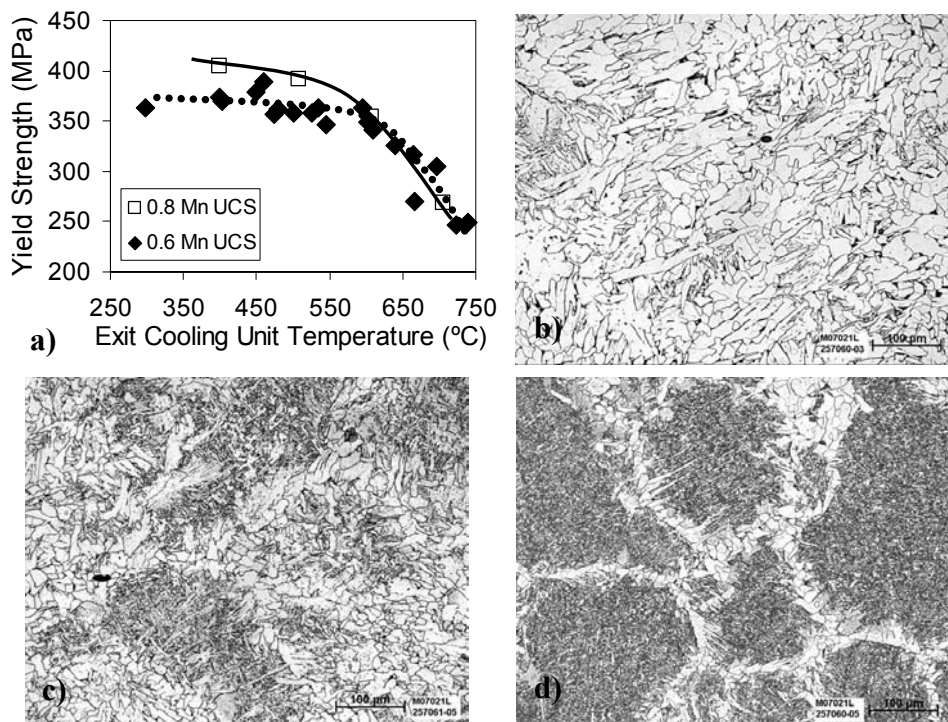 450
400
350
300
250
200
Yield Strength (MPa)
0.8 Mn UCS
0.6 Mn UCS
250 350 450 550 650 750
Exit Cooling Unit Temperature (ºC)
a)
b)
M07021L
257060-03
100 µm
c)
100 µm
M07021L
257061-05
d)
M07021L
257060-05
100 µm